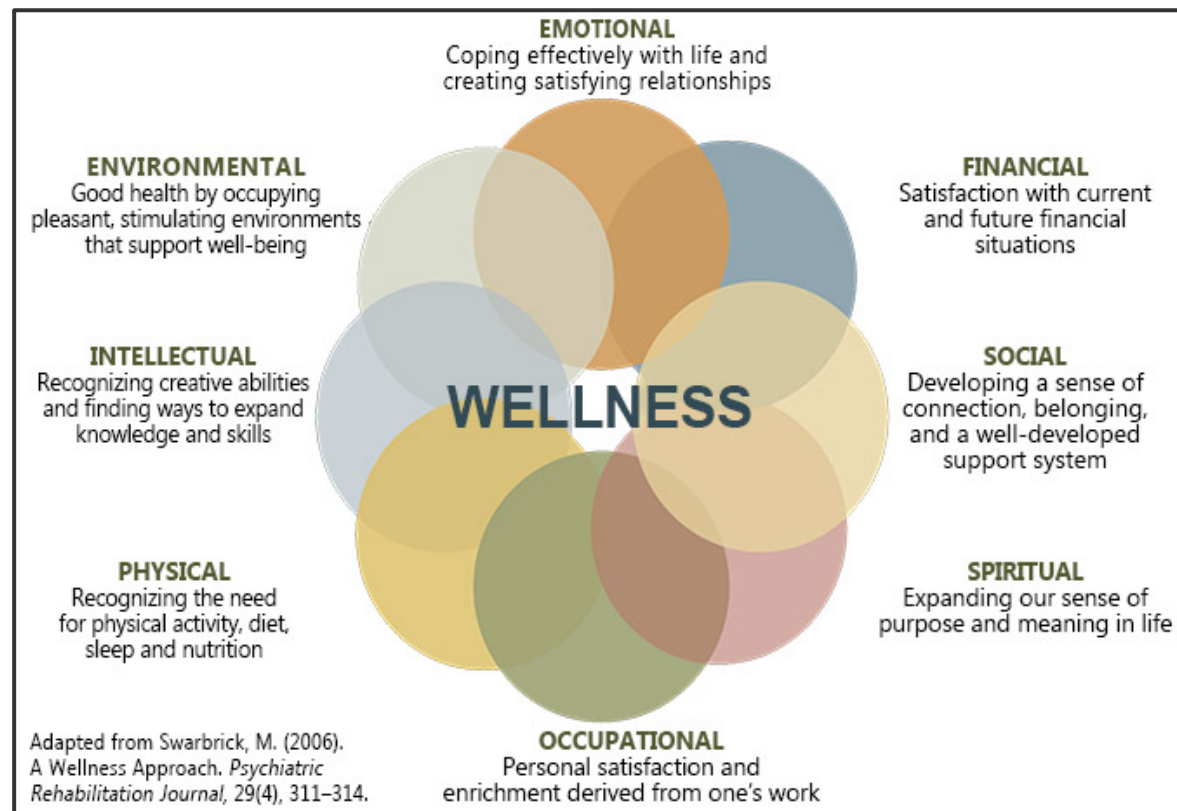 EMOTIONAL
Coping effectively with life and
creating satisfying relationships
ENVIRONMENTAL
Good health by occupying
pleasant, stimulating environments
that support well-being
FINANCIAL
Satisfaction with current
and future financial
situations
INTELLECTUAL
Recognizing creative abilities
and finding ways to expand
knowledge and skills
WELLNESS
SOCIAL
Developing a sense of
connection, belonging,
and a well-developed
support system
PHYSICAL
Recognizing the need
for physical activity, diet,
sleep and nutrition
SPIRITUAL
Expanding our sense of
purpose and meaning in life
OCCUPATIONAL
Personal satisfaction and
enrichment derived from one's work
Adapted from Swarbrick, M. (2006).
A Wellness Approach. Psychiatric
Rehabilitation Journal, 29(4), 311–314.